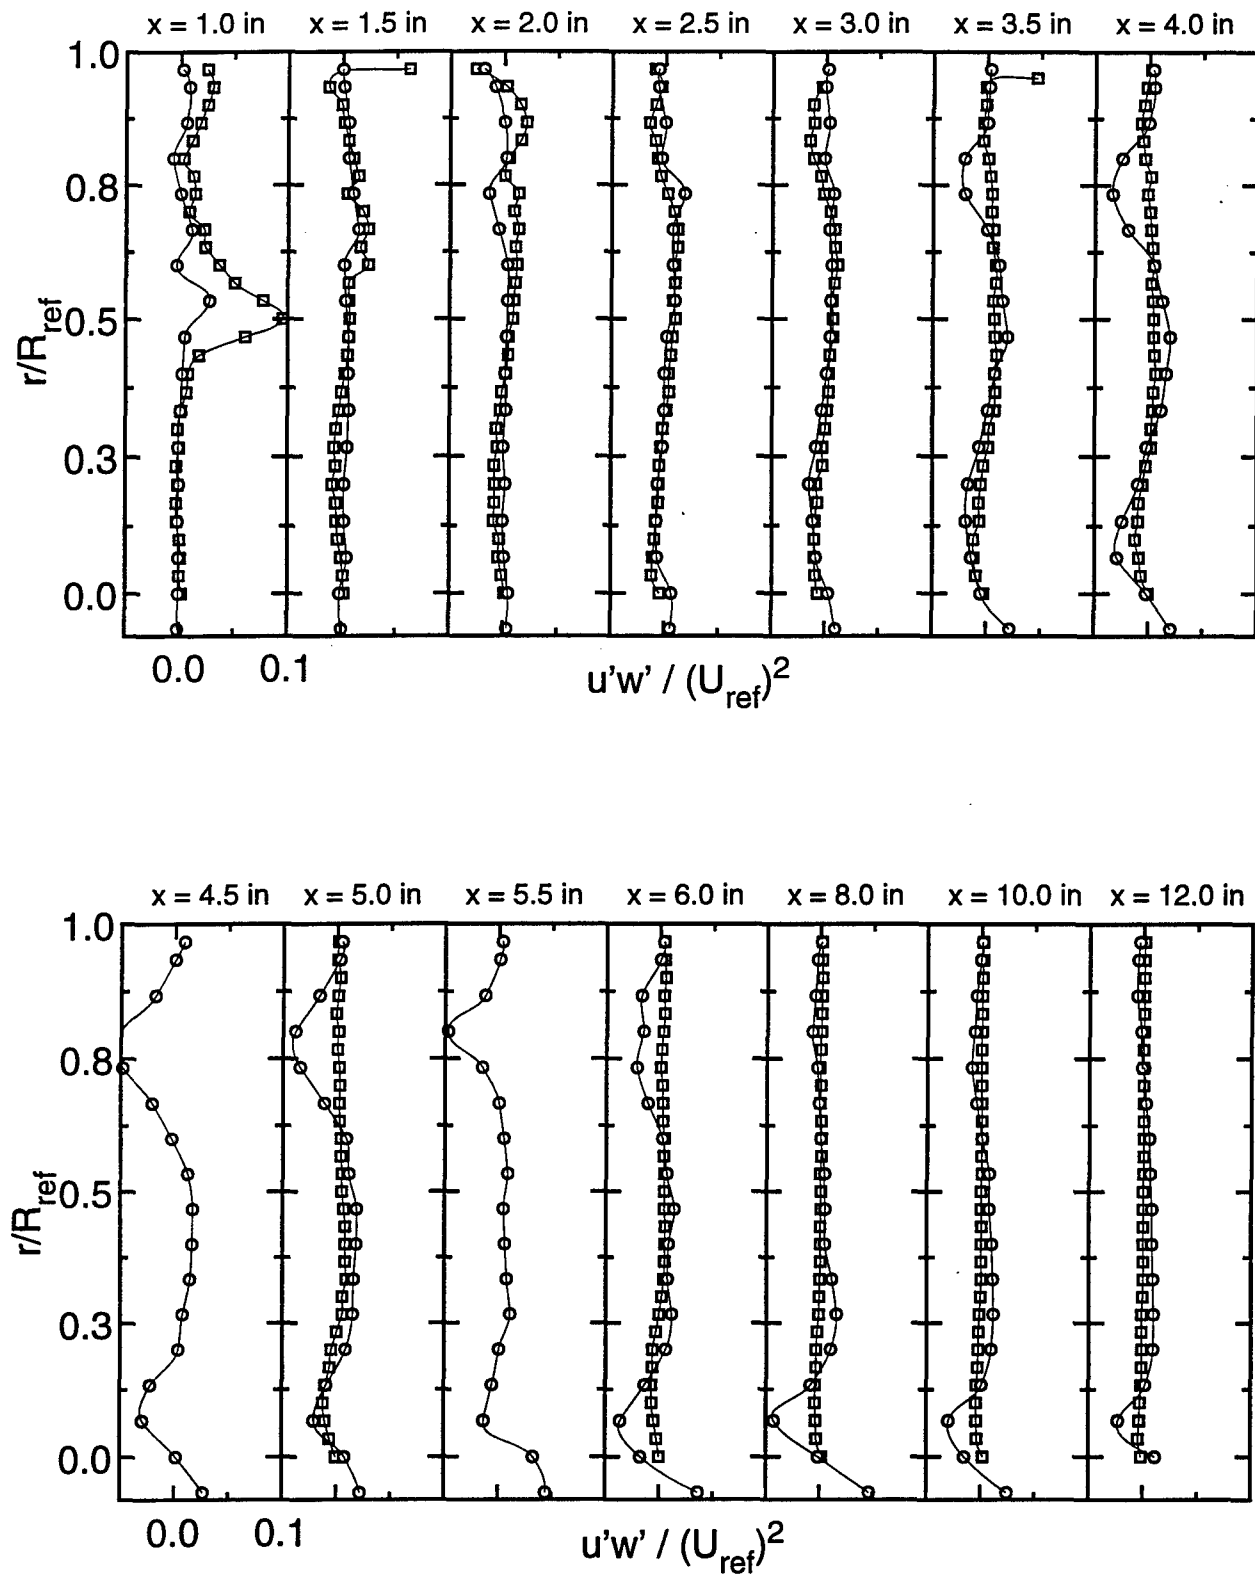 x = 1.0 in x = 1.5 in x = 2.0 in x = 2.5 in x = 3.0 in x = 3.5 in x = 4.0 in
1.0
0.8
0.5
0.3
0.0
r/R_ref
0.0 0.1
u'w' / (U_ref)^2
x = 4.5 in x = 5.0 in x = 5.5 in x = 6.0 in x = 8.0 in x = 10.0 in x = 12.0 in
1.0
0.8
0.5
0.3
0.0
r/R_ref
0.0 0.1
u'w' / (U_ref)^2